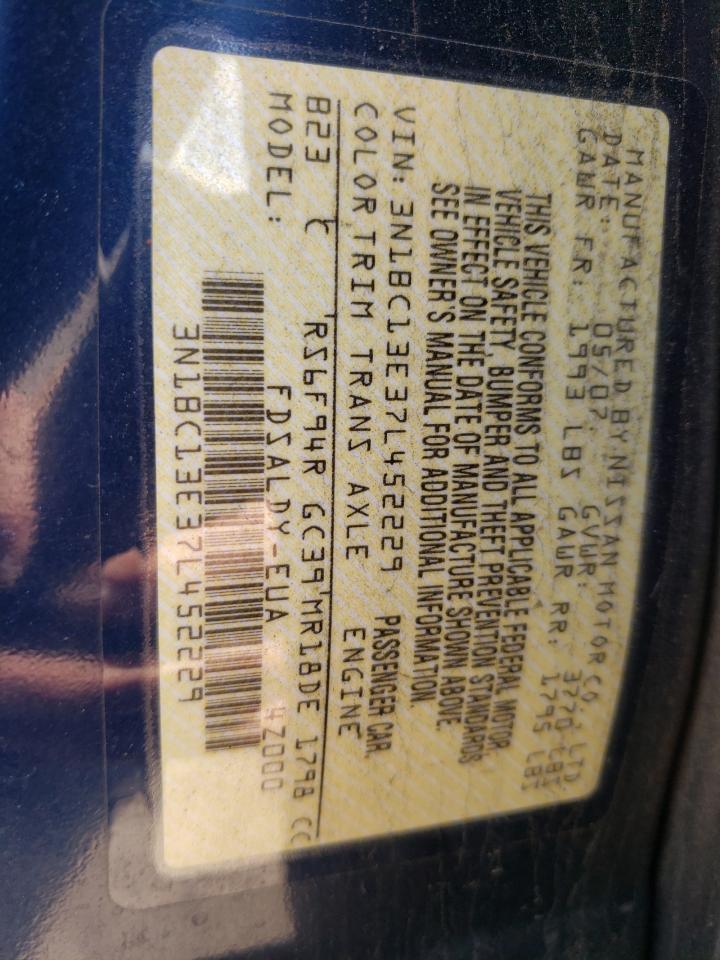 MANUFACTURED BY NISSAN MOTOR CO., LTD
DATE: 05/07 GVWR: 3770 LBS
GAWR FR: 1993 LBS GAWR RR: 1795 LBS
THIS VEHICLE CONFORMS TO ALL APPLICABLE FEDERAL MOTOR
VEHICLE SAFETY, BUMPER AND THEFT PREVENTION STANDARDS
IN EFFECT ON THE DATE OF MANUFACTURE SHOWN ABOVE.
SEE OWNER'S MANUAL FOR ADDITIONAL INFORMATION.
VIN: 3N1BC13E37L452229 PASSENGER CAR.
COLOR TRIM TRANS AXLE ENGINE
B23 C RS6F94R GC39 MR18DE 1798 CC
MODEL: FDSALDY-EUA 4Z000
3N1BC13E37L452229